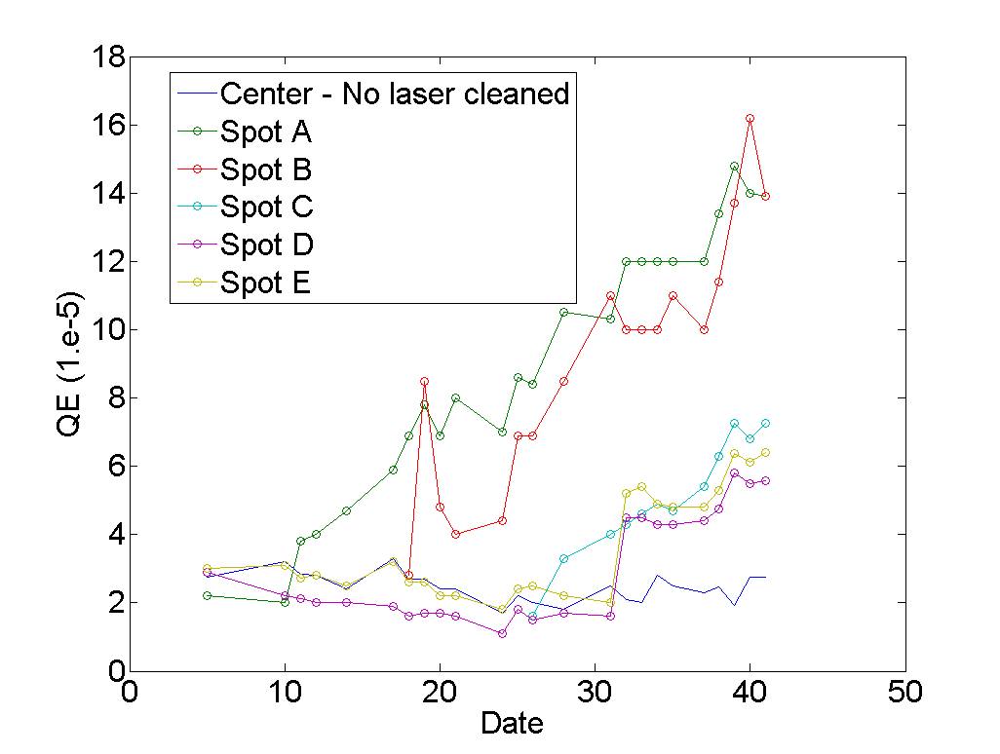 18
16
14
12
10
8
6
4
2
0
QE (1.e-5)
Center - No laser cleaned
Spot A
Spot B
Spot C
Spot D
Spot E
0 10 20 30 40 50
Date